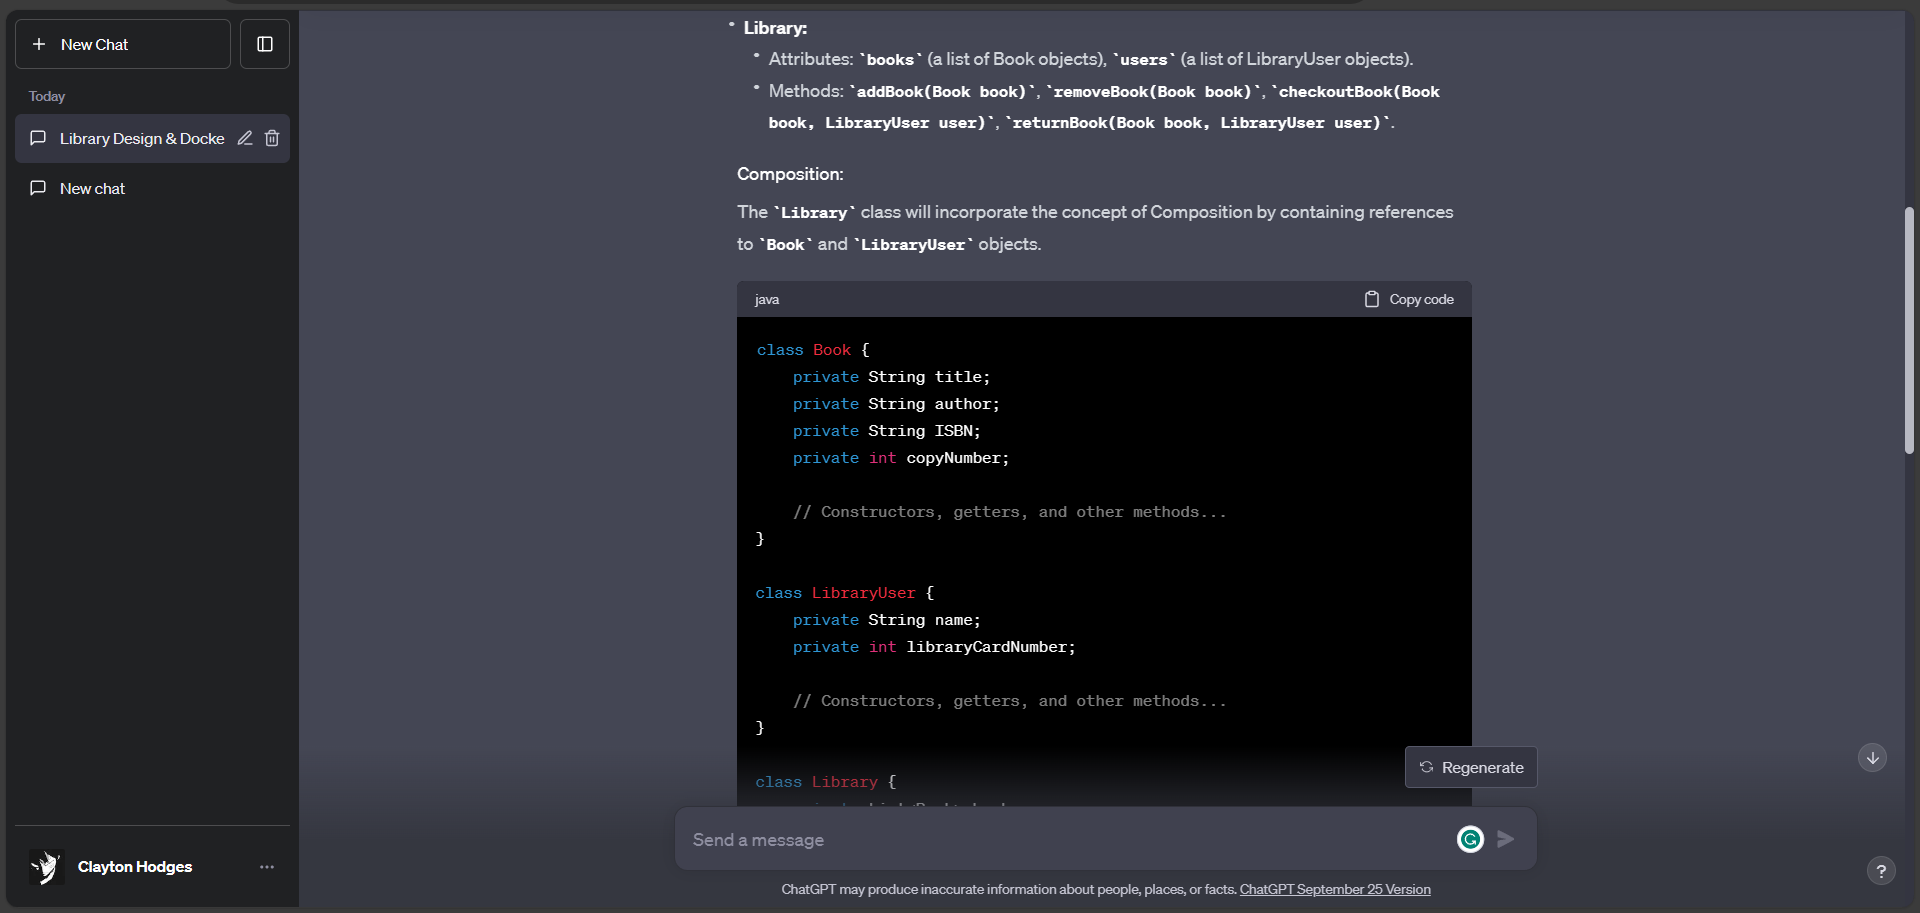 New Chat
Today
Library Design & Docke
New chat
Clayton Hodges
Library:
Attributes: `books` (a list of Book objects), `users` (a list of LibraryUser objects).
Methods: `addBook(Book book)`, `removeBook(Book book)`, `checkoutBook(Book
book, LibraryUser user)`, `returnBook(Book book, LibraryUser user)`.
Composition:
The `Library` class will incorporate the concept of Composition by containing references
to `Book` and `LibraryUser` objects.
java
Copy code
class Book {
    private String title;
    private String author;
    private String ISBN;
    private int copyNumber;
    // Constructors, getters, and other methods...
}
class LibraryUser {
    private String name;
    private int libraryCardNumber;
    // Constructors, getters, and other methods...
}
class Library {
Regenerate
Send a message
ChatGPT may produce inaccurate information about people, places, or facts. ChatGPT September 25 Version
?